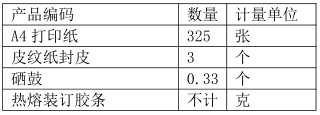 产品编码 数量 计量单位
A4打印纸 325 张
皮纹纸封皮 3 个
硒鼓 0.33 个
热熔装订胶条 不计 克